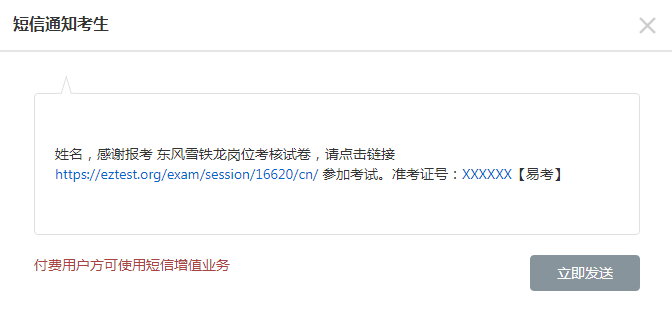 短信通知考生
姓名，感谢报考 东风雪铁龙岗位考核试卷，请点击链接
https://eztest.org/exam/session/16620/cn/ 参加考试。准考证号：XXXXXX【易考】
付费用户方可使用短信增值业务
立即发送